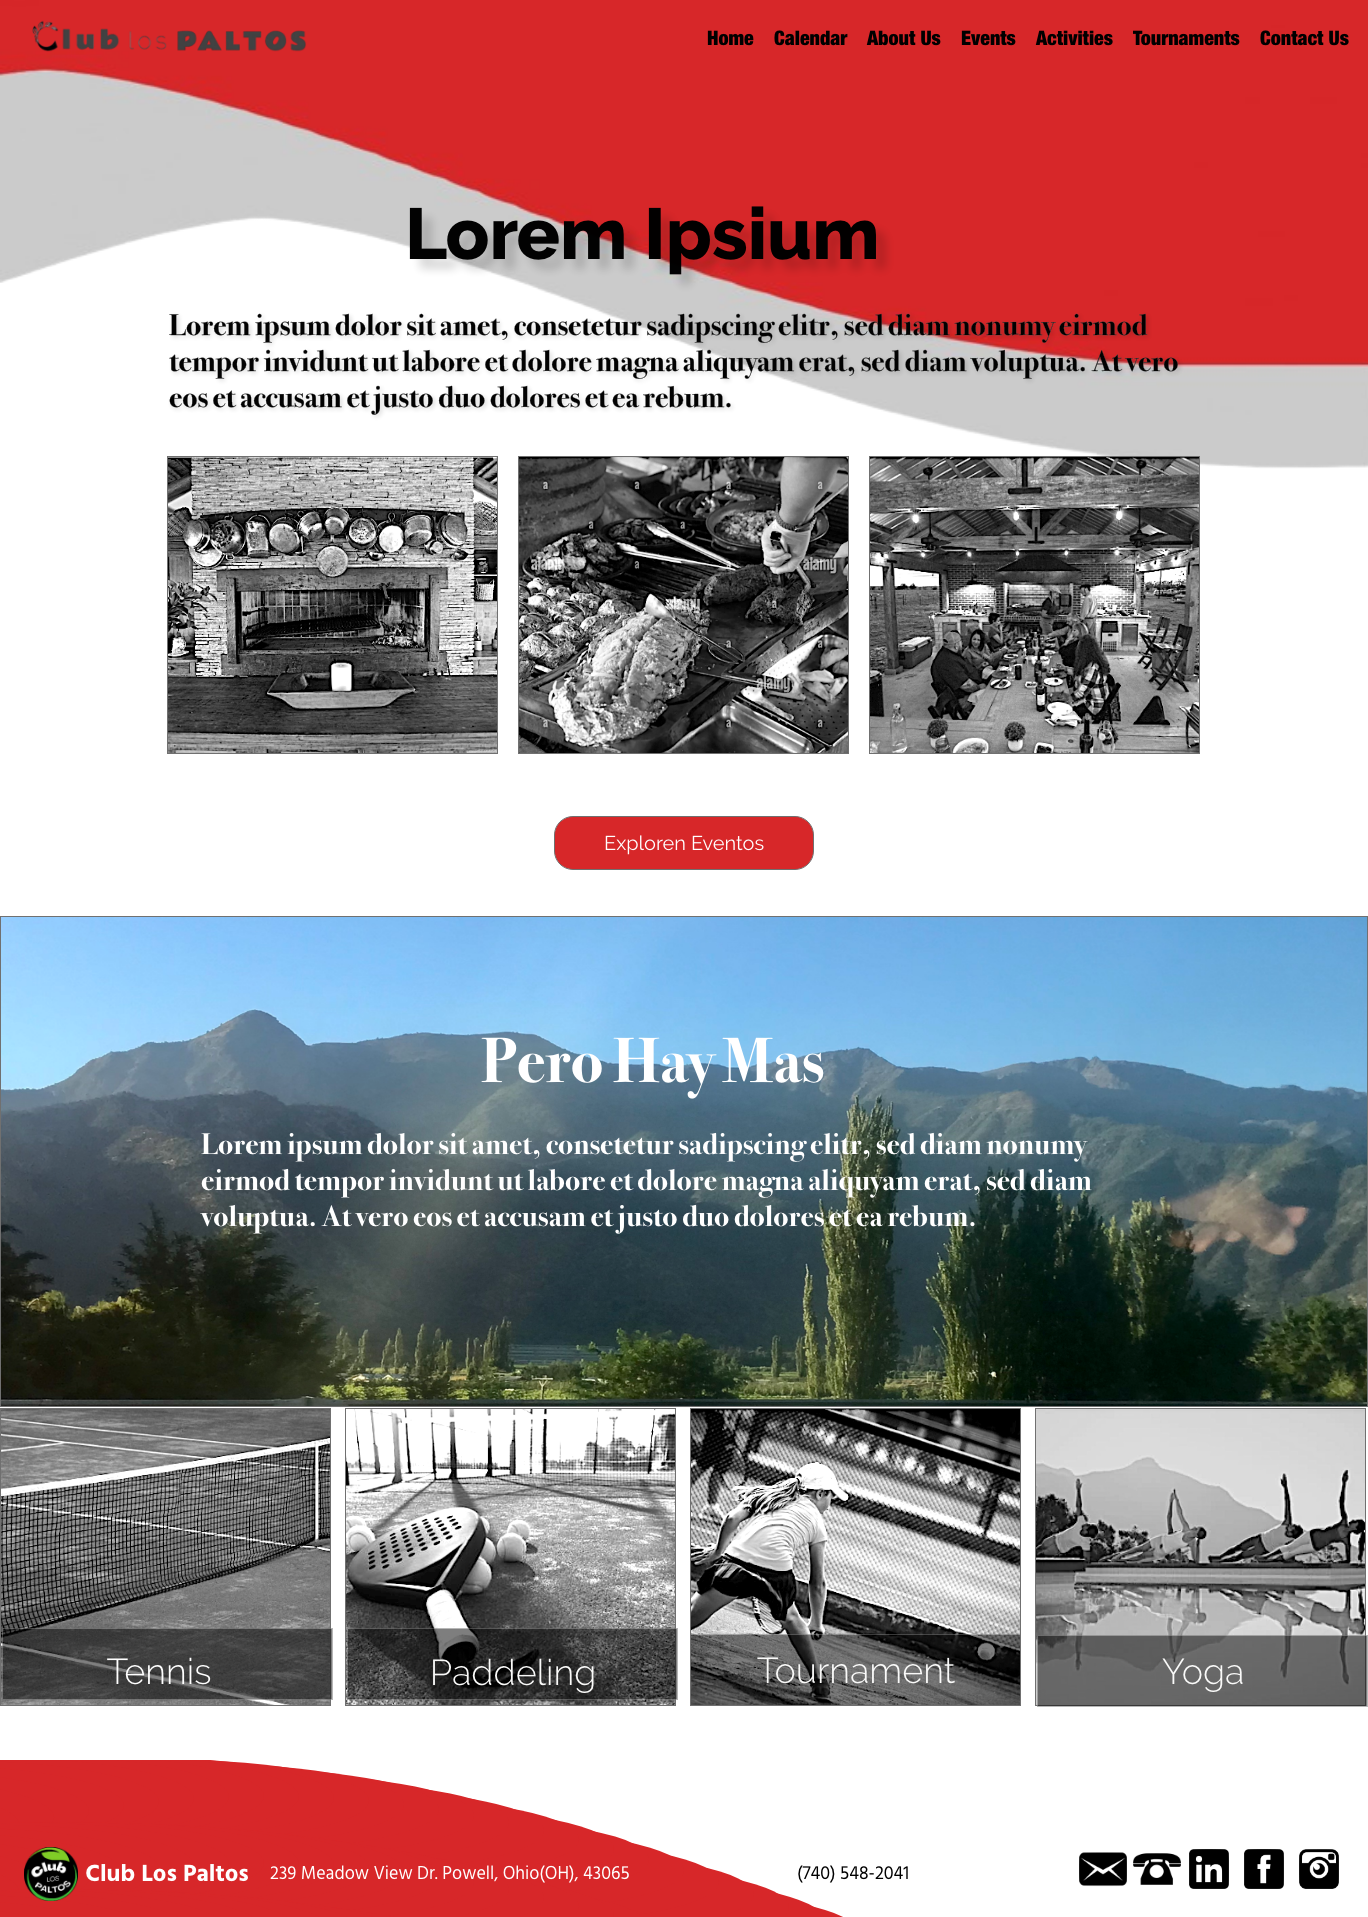 Club los PALTOS
Home Calendar About Us Events Activities Tournaments Contact Us
Lorem Ipsium
Lorem ipsum dolor sit amet, consetetur sadipscing elitr, sed diam nonumy eirmod
tempor invidunt ut labore et dolore magna aliquyam erat, sed diam voluptua. At vero
eos et accusam et justo duo dolores et ea rebum.
a a a a
a a
alamy a alamy
a alamy a
a a
alamy
a a a
Exploren Eventos
Pero Hay Mas
Lorem ipsum dolor sit amet, consetetur sadipscing elitr, sed diam nonumy
eirmod tempor invidunt ut labore et dolore magna aliquyam erat, sed diam
voluptua. At vero eos et accusam et justo duo dolores et ea rebum.
Tennis
Paddeling
Tournament
Yoga
Club LOS PALTOS
Club Los Paltos
239 Meadow View Dr. Powell, Ohio(OH), 43065
(740) 548-2041
in
f